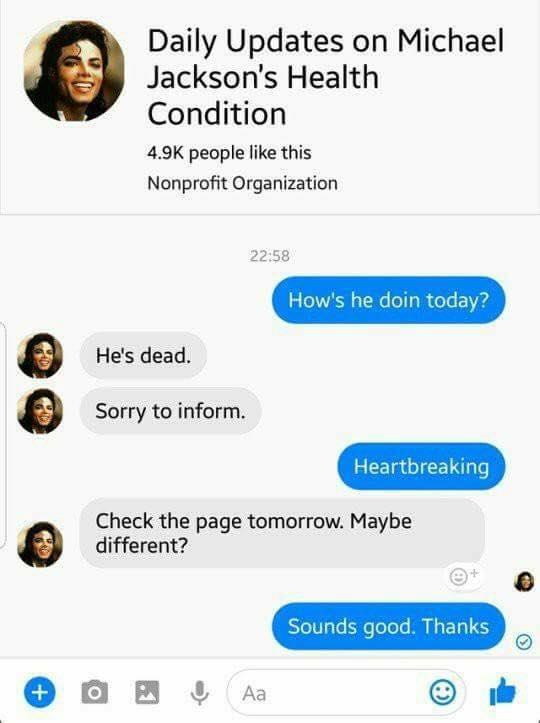 Daily Updates on Michael
Jackson's Health
Condition
4.9K people like this
Nonprofit Organization
22:58
How's he doin today?
He's dead.
Sorry to inform.
Heartbreaking
Check the page tomorrow. Maybe
different?
Sounds good. Thanks
Aa